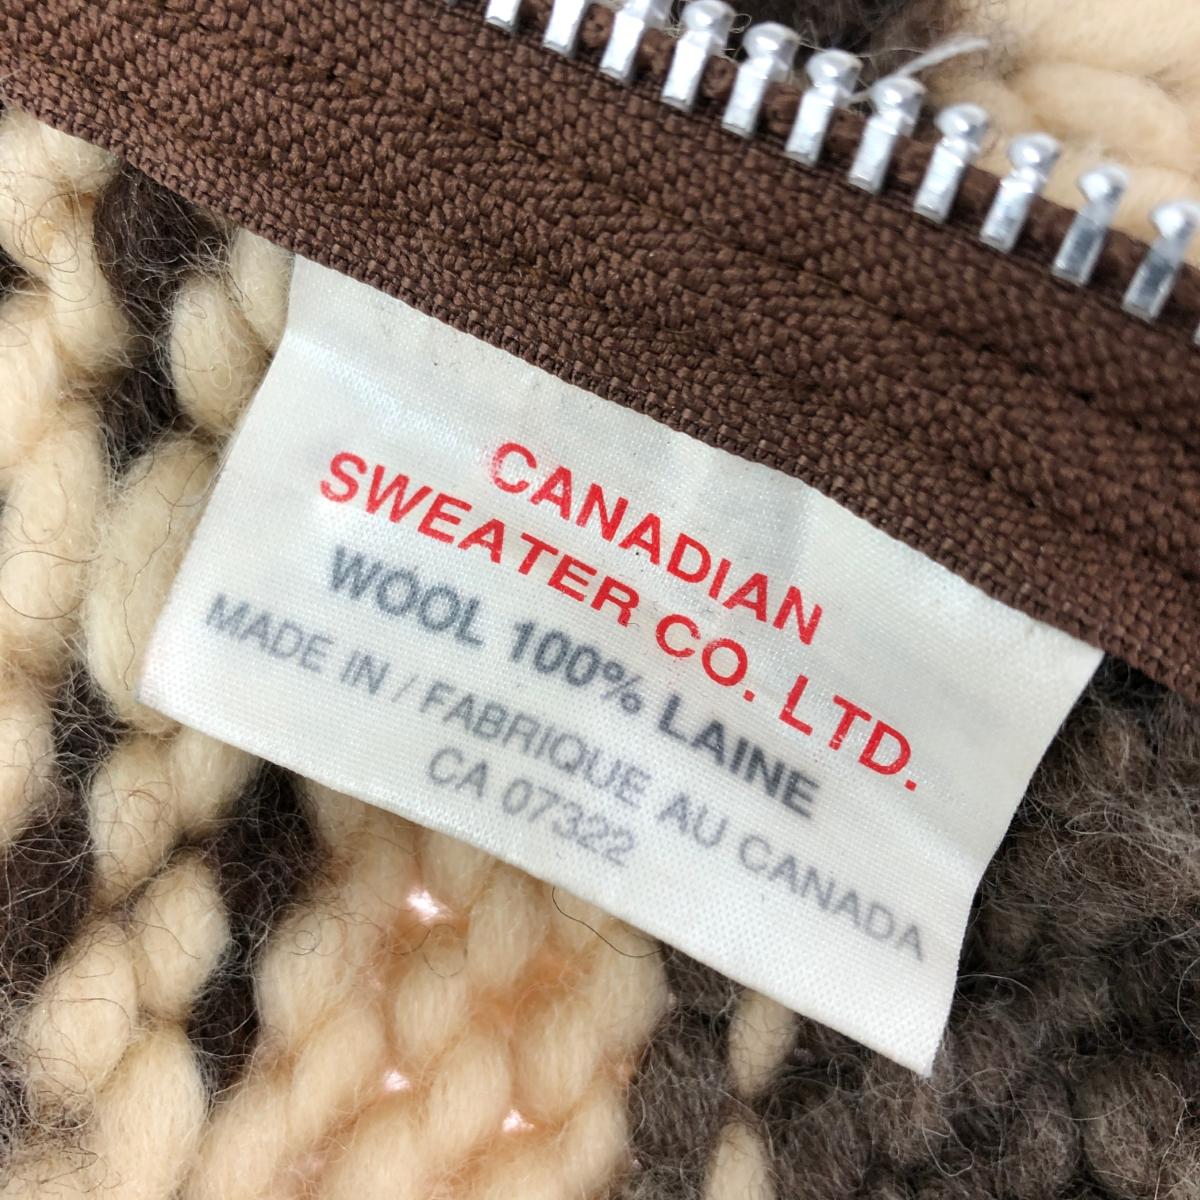 CANADIAN
SWEATER CO. LTD.
WOOL 100% LAINE
MADE IN / FABRIQUE AU CANADA
CA 07322